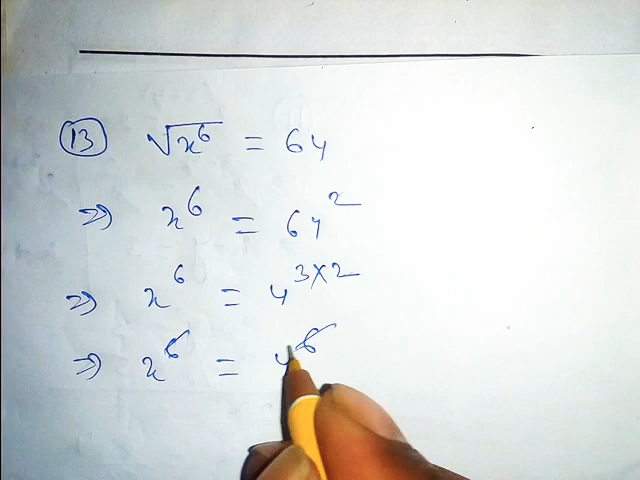 13 √x⁶ = 64
⇒ x⁶ = 64²
⇒ x⁶ = 4³ˣ²
⇒ x⁶ = 4⁶